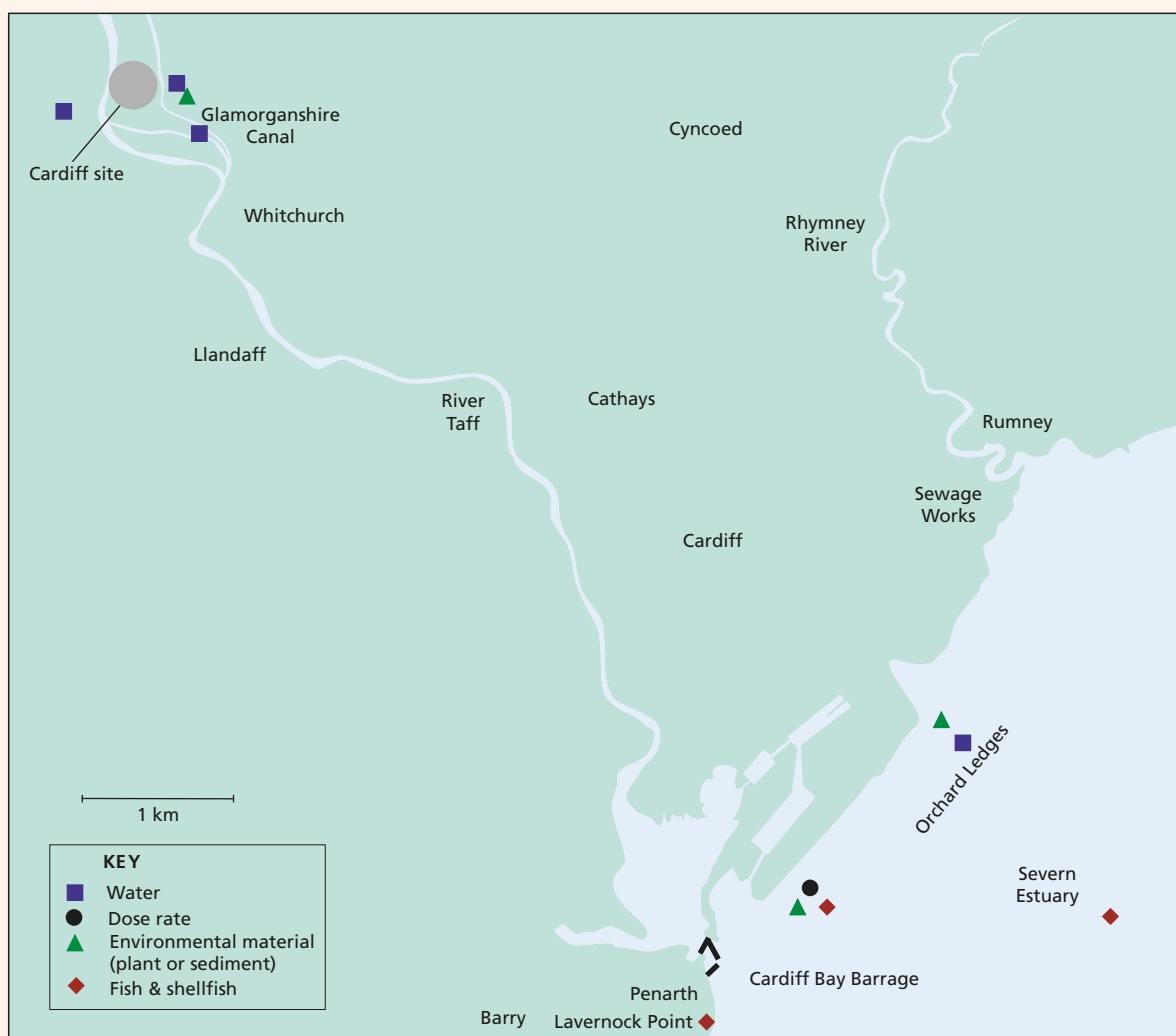 Glamorganshire
Canal
Cyncoed
Cardiff site
Whitchurch
Rhymney
River
Llandaff
River
Taff
Cathays
Rumney
Sewage
Works
Cardiff
Orchard Ledges
1 km
KEY
Water
Dose rate
Environmental material
(plant or sediment)
Fish & shellfish
Severn
Estuary
Cardiff Bay Barrage
Penarth
Barry
Lavernock Point